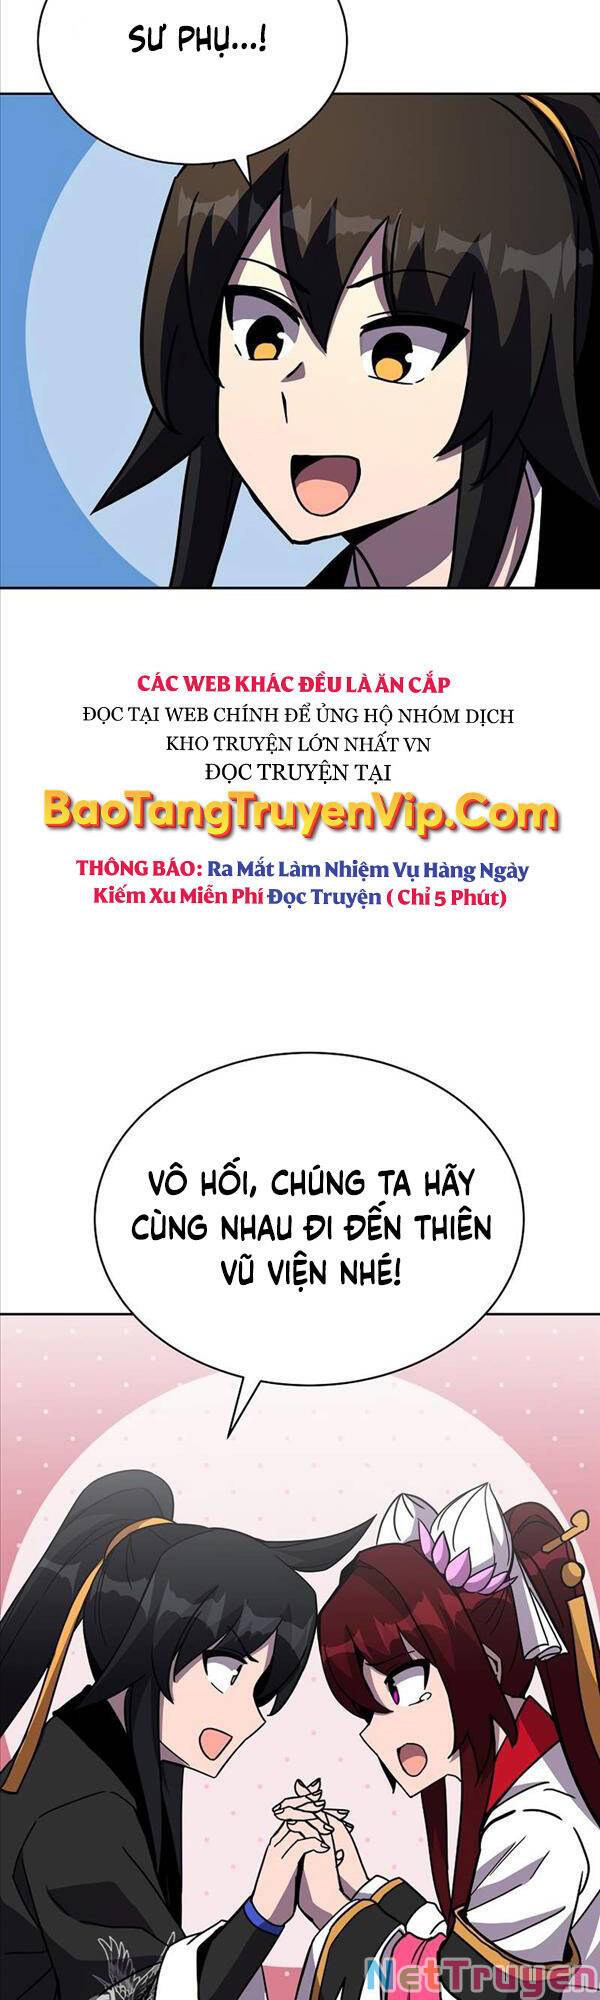 SƯ PHỤ...!
CÁC WEB KHÁC ĐỀU LÀ ĂN CẮP
ĐỌC TẠI WEB CHÍNH ĐỂ ỦNG HỘ NHÓM DỊCH
KHO TRUYỆN LỚN NHẤT VN
ĐỌC TRUYỆN TẠI
BaoTangTruyenVip.Com
THÔNG BÁO: Ra Mắt Làm Nhiệm Vụ Hàng Ngày
Kiếm Xu Miễn Phí Đọc Truyện ( Chỉ 5 Phút)
VÔ HỐI, CHÚNG TA HÃY
CÙNG NHAU ĐI ĐẾN THIÊN
VŨ VIỆN NHÉ!
NetTruyen